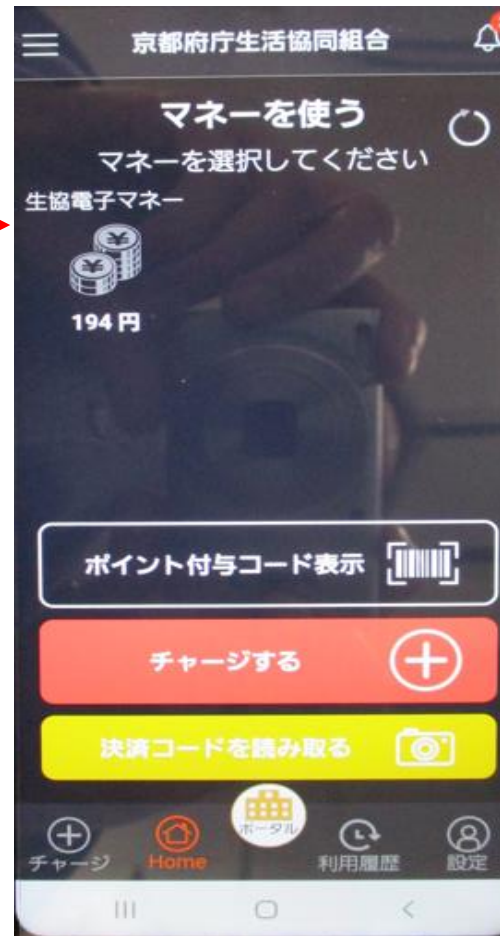 京都府庁生活協同組合
マネーを使う
マネーを選択してください
生協電子マネー
194 円
ポイント付与コード表示
チャージする
決済コードを読み取る
ポータル
チャージ
Home
利用履歴
設定